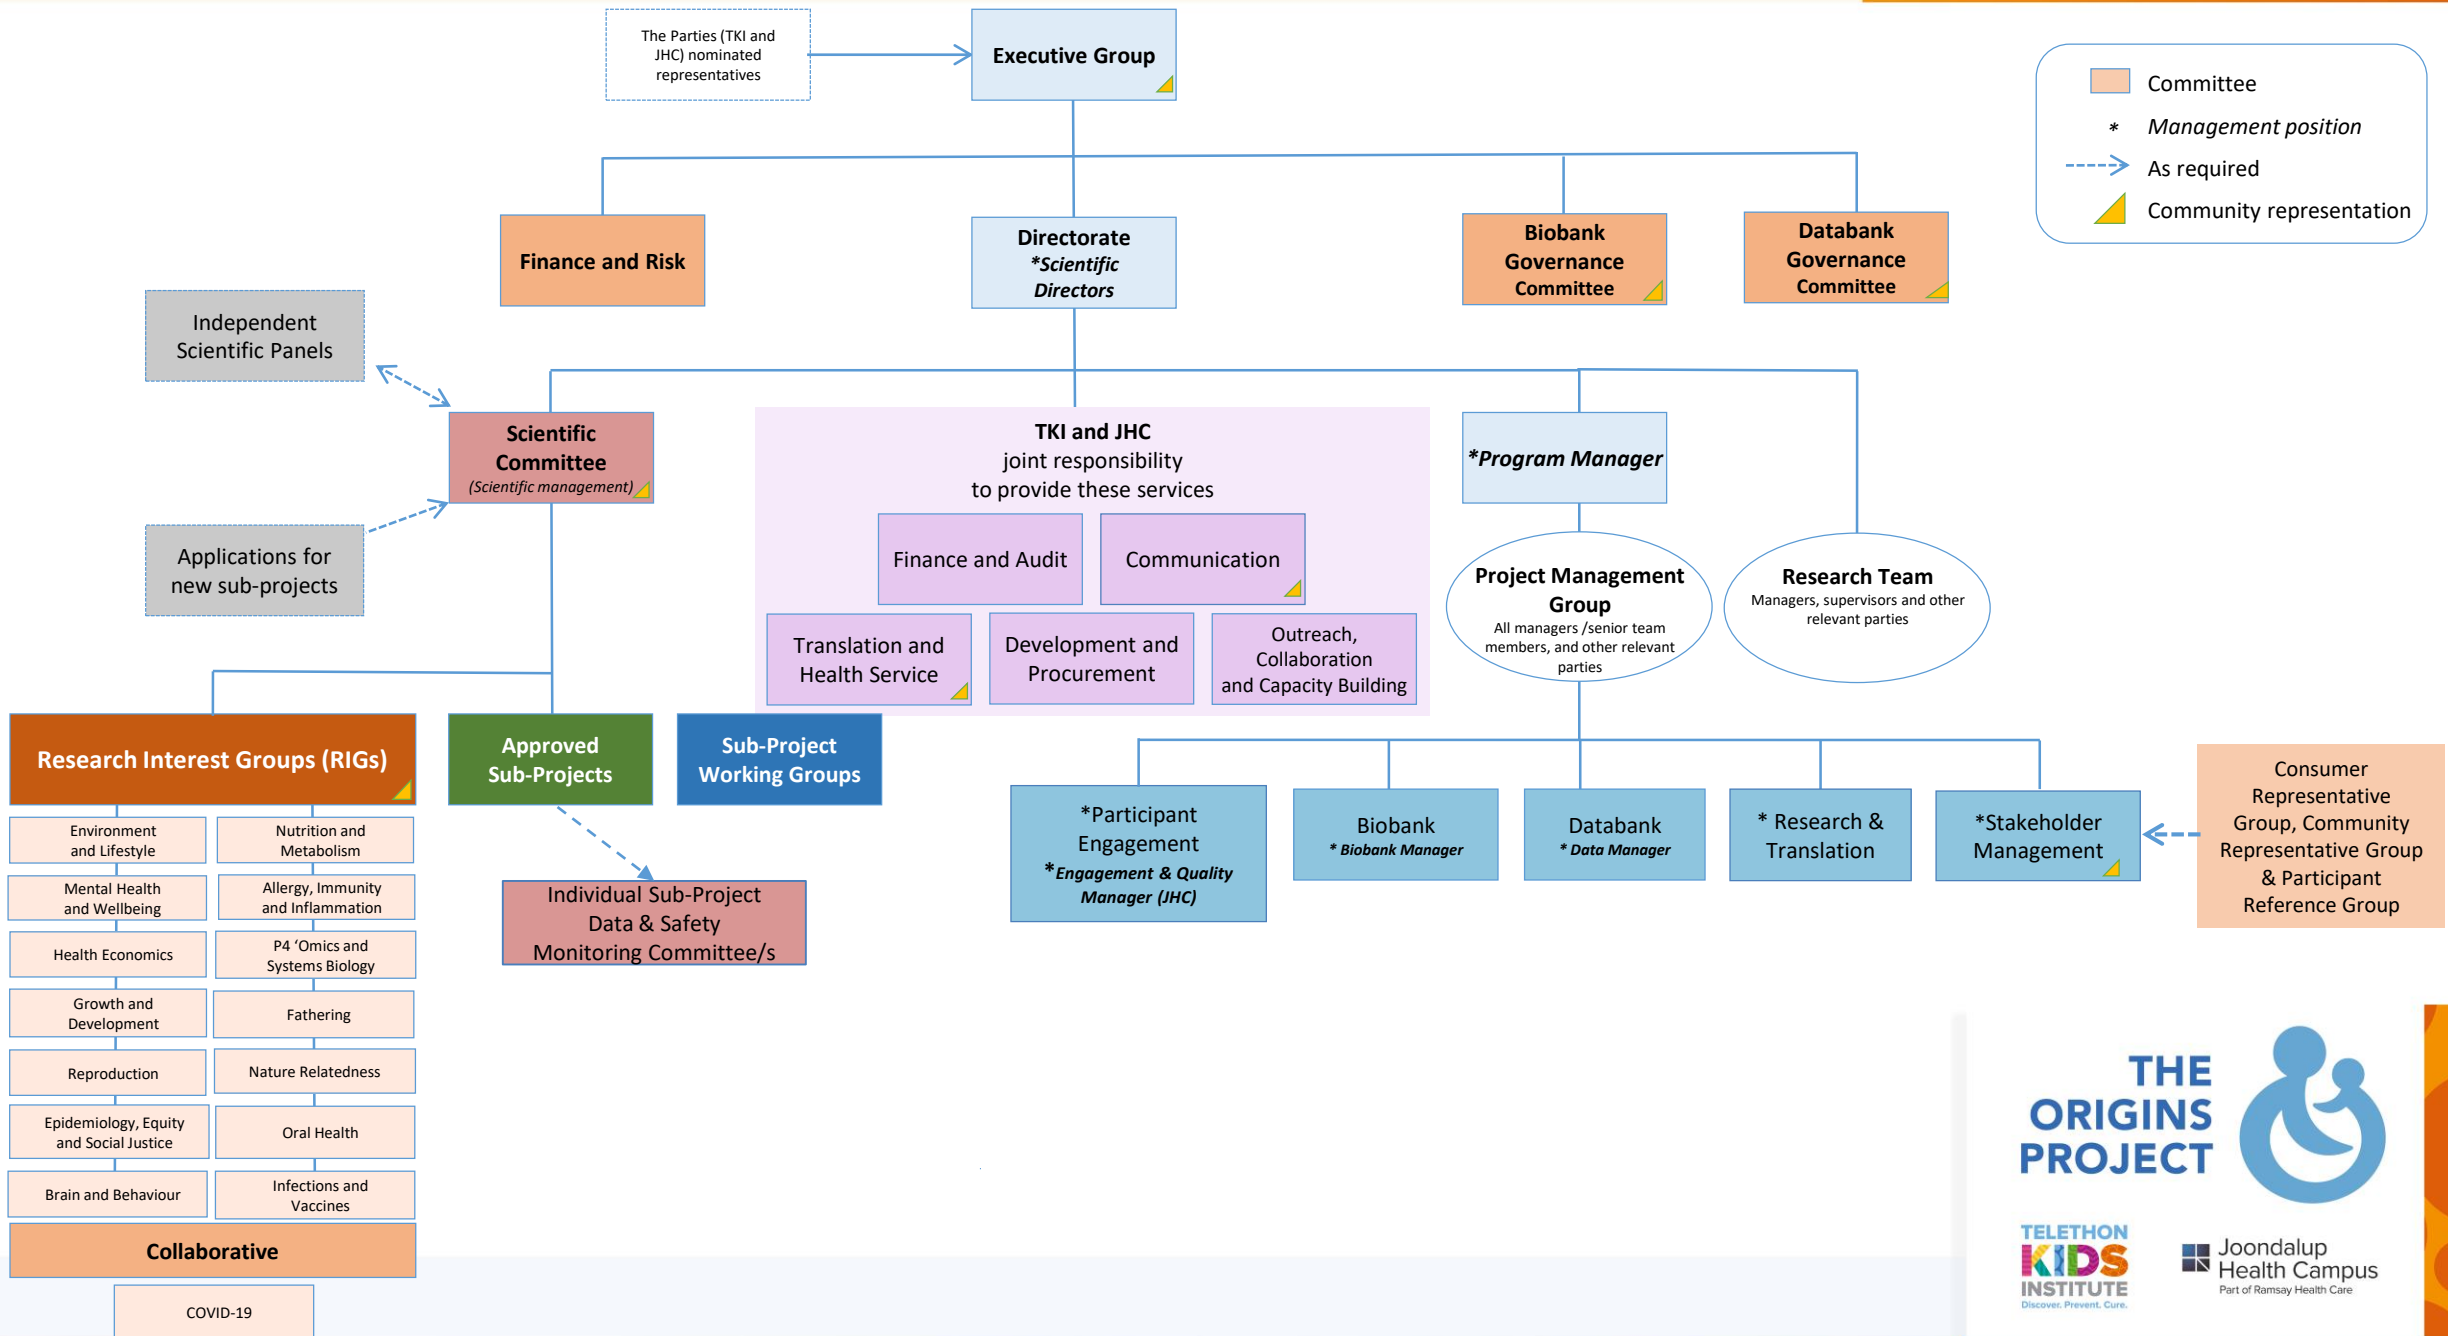 The Parties (TKI and
JHC) nominated
representatives
Executive Group
Committee
* Management position
As required
Community representation
Finance and Risk
Directorate
*Scientific
Directors
Biobank
Governance
Committee
Databank
Governance
Committee
Independent
Scientific Panels
Scientific
Committee
(Scientific management)
Applications for
new sub-projects
TKI and JHC
joint responsibility
to provide these services
Finance and Audit
Communication
Translation and
Health Service
Development and
Procurement
Outreach,
Collaboration
and Capacity Building
*Program Manager
Project Management
Group
All managers /senior team
members, and other relevant
parties
Research Team
Managers, supervisors and other
relevant parties
Research Interest Groups (RIGs)
Approved
Sub-Projects
Sub-Project
Working Groups
Individual Sub-Project
Data & Safety
Monitoring Committee/s
*Participant
Engagement
*Engagement & Quality
Manager (JHC)
Biobank
* Biobank Manager
Databank
* Data Manager
* Research &
Translation
*Stakeholder
Management
Consumer
Representative
Group, Community
Representative Group
& Participant
Reference Group
Environment
and Lifestyle
Nutrition and
Metabolism
Mental Health
and Wellbeing
Allergy, Immunity
and Inflammation
Health Economics
P4 ‘Omics and
Systems Biology
Growth and
Development
Fathering
Reproduction
Nature Relatedness
Epidemiology, Equity
and Social Justice
Oral Health
Brain and Behaviour
Infections and
Vaccines
Collaborative
COVID-19
THE
ORIGINS
PROJECT
TELETHON
KIDS
INSTITUTE
Discover. Prevent. Cure.
Joondalup
Health Campus
Part of Ramsay Health Care